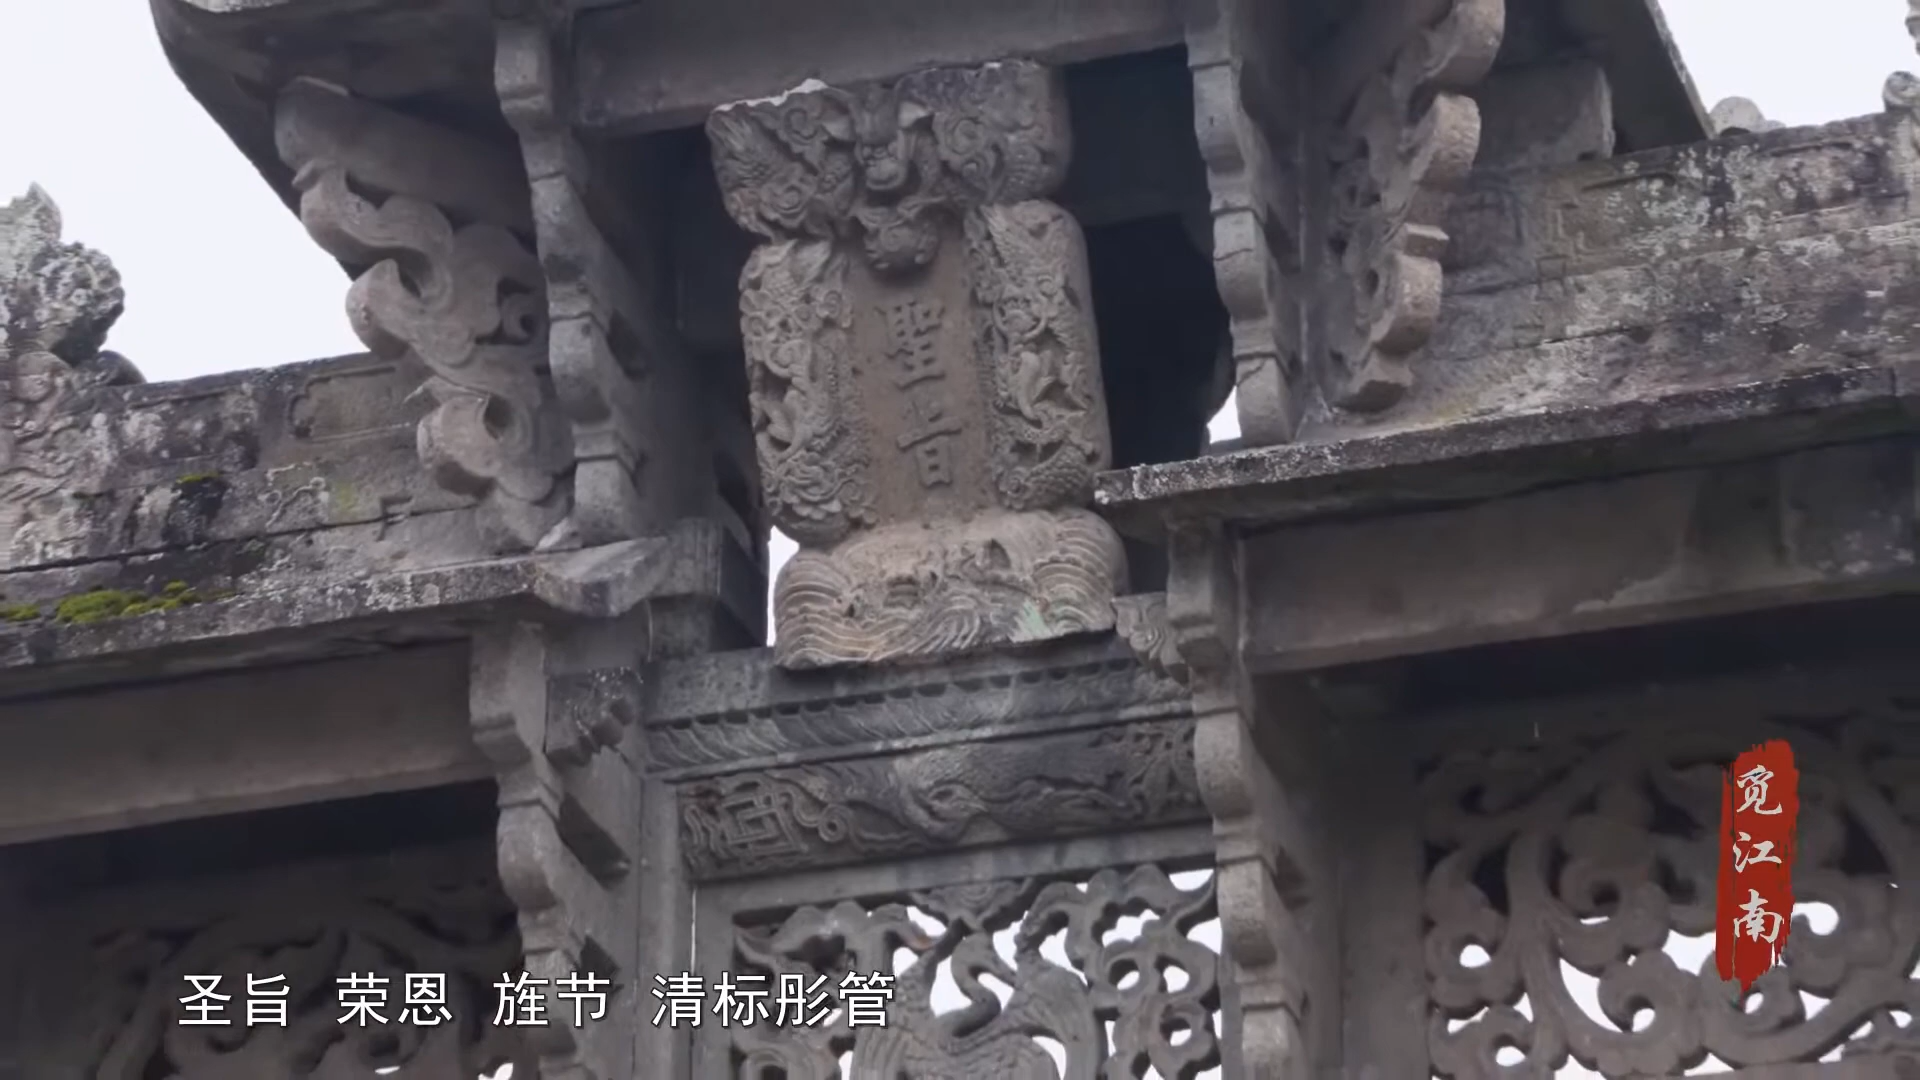 聖旨
觅江南
圣旨 荣恩 旌节 清标彤管